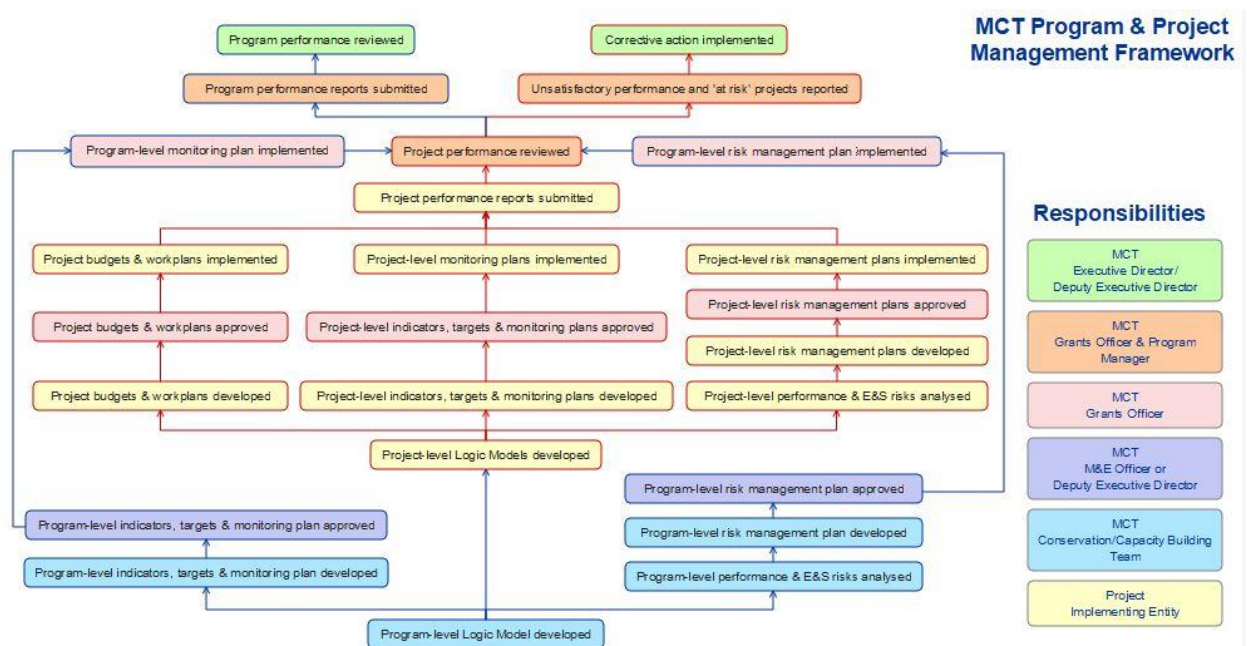 MCT Program & Project
Management Framework
Program performance reviewed
Corrective action implemented
Program performance reports submitted
Unsatisfactory performance and 'at risk' projects reported
Program-level monitoring plan implemented
Project performance reviewed
Program-level risk management plan implemented
Project performance reports submitted
Project budgets & workplans implemented
Project-level monitoring plans implemented
Project-level risk management plans implemented
Project-level risk management plans approved
Project budgets & workplans approved
Project-level indicators, targets & monitoring plans approved
Project-level risk management plans developed
Project budgets & workplans developed
Project-level indicators, targets & monitoring plans developed
Project-level performance & E&S risks analysed
Project-level Logic Models developed
Program-level risk management plan approved
Program-level indicators, targets & monitoring plan approved
Program-level risk management plan developed
Program-level indicators, targets & monitoring plan developed
Program-level performance & E&S risks analysed
Program-level Logic Model developed
Responsibilities
MCT
Executive Director/
Deputy Executive Director
MCT
Grants Officer & Program
Manager
MCT
Grants Officer
MCT
M&E Officer or
Deputy Executive Director
MCT
Conservation/Capacity Building
Team
Project
Implementing Entity